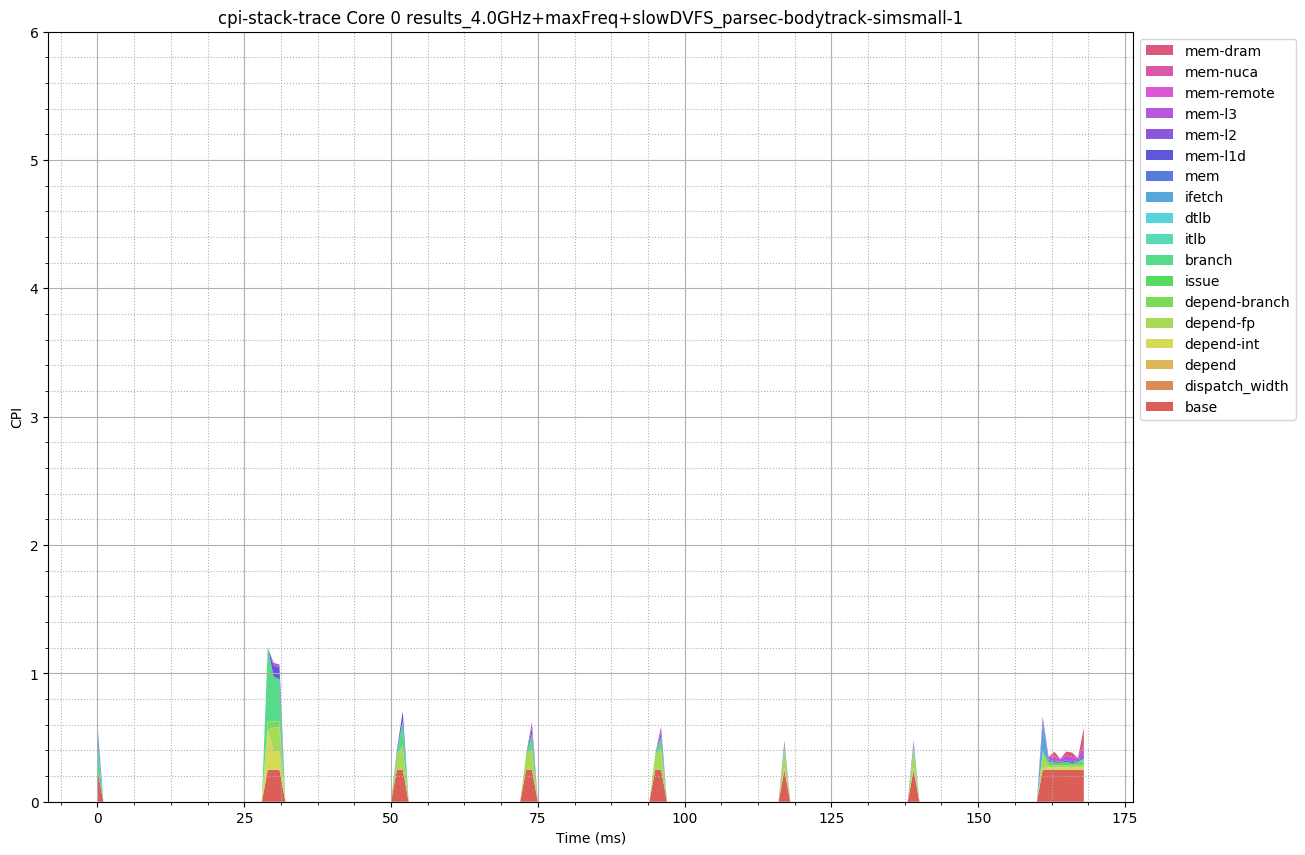 cpi-stack-trace Core 0 results_4.0GHz+maxFreq+slowDVFS_parsec-bodytrack-simsmall-1
6
5
4
3
2
1
0
CPI
0 25 50 75 100 125 150 175
Time (ms)
mem-dram
mem-nuca
mem-remote
mem-l3
mem-l2
mem-l1d
mem
ifetch
dtlb
itlb
branch
issue
depend-branch
depend-fp
depend-int
depend
dispatch_width
base